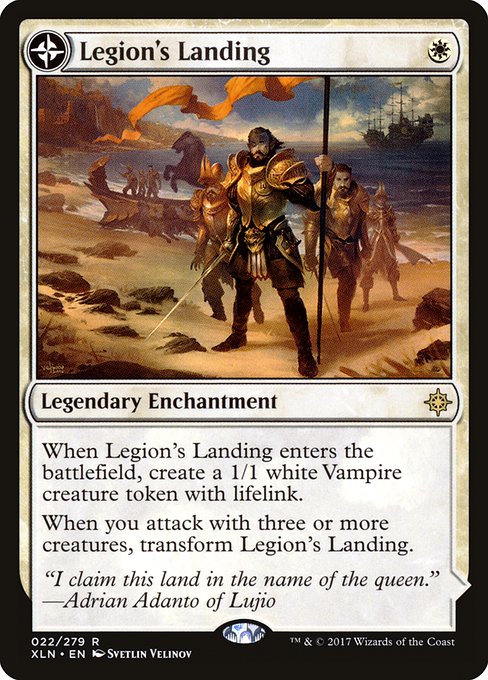 Legion's Landing
Legendary Enchantment
When Legion's Landing enters the
battlefield, create a 1/1 white Vampire
creature token with lifelink.
When you attack with three or more
creatures, transform Legion's Landing.
"I claim this land in the name of the queen."
—Adrian Adanto of Lujio
022/279 R
XLN • EN Svetlin Velinov
™ & © 2017 Wizards of the Coast